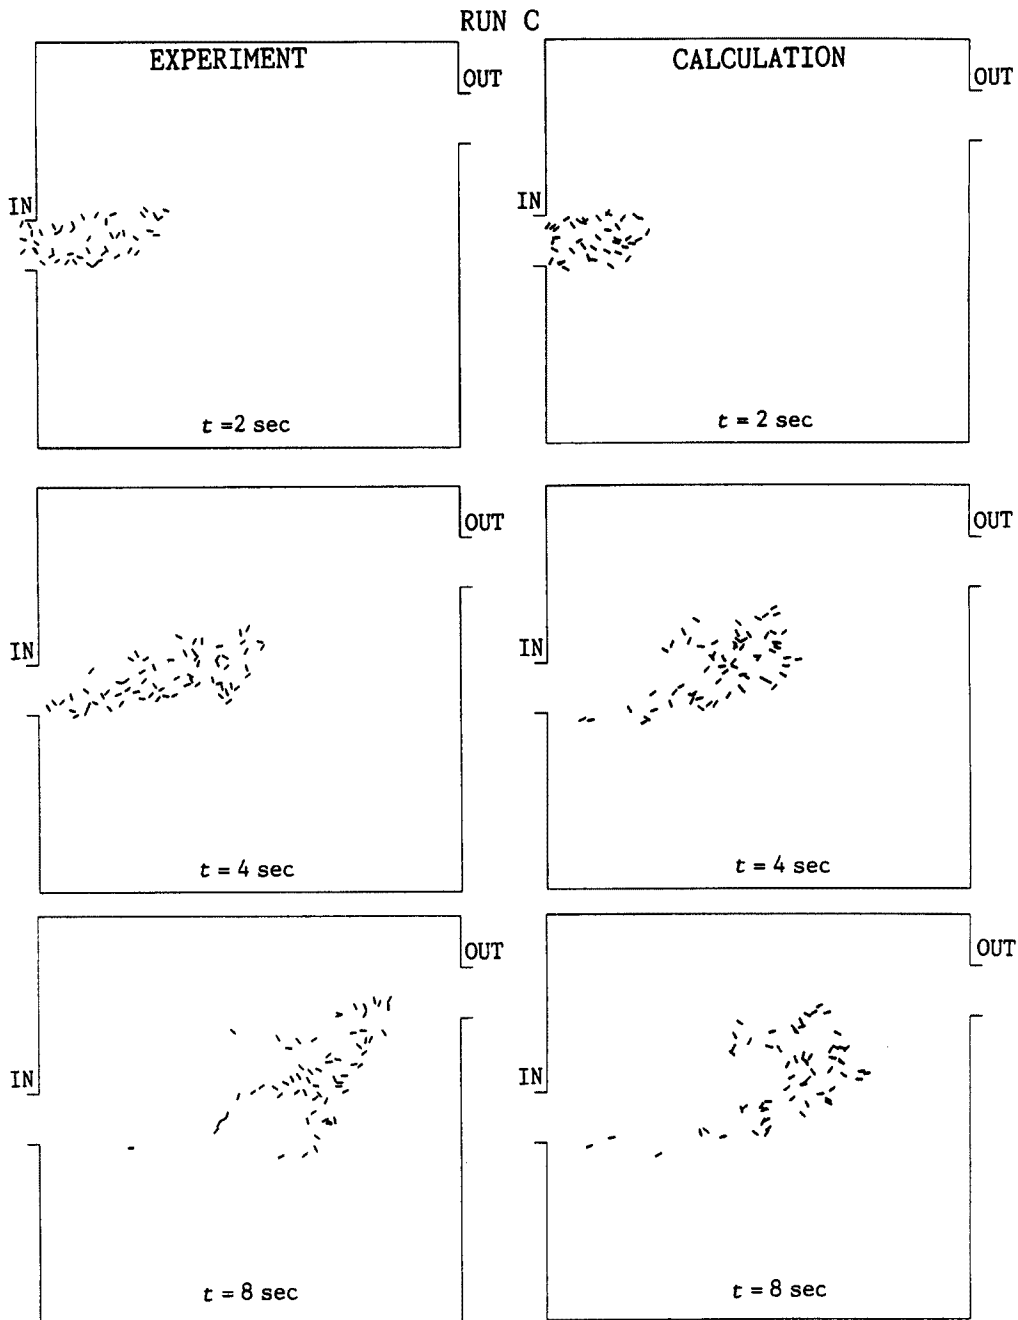 RUN C
EXPERIMENT
OUT
IN
t =2 sec
CALCULATION
OUT
IN
t = 2 sec
OUT
IN
t = 4 sec
OUT
IN
t = 4 sec
OUT
IN
t = 8 sec
OUT
IN
t = 8 sec